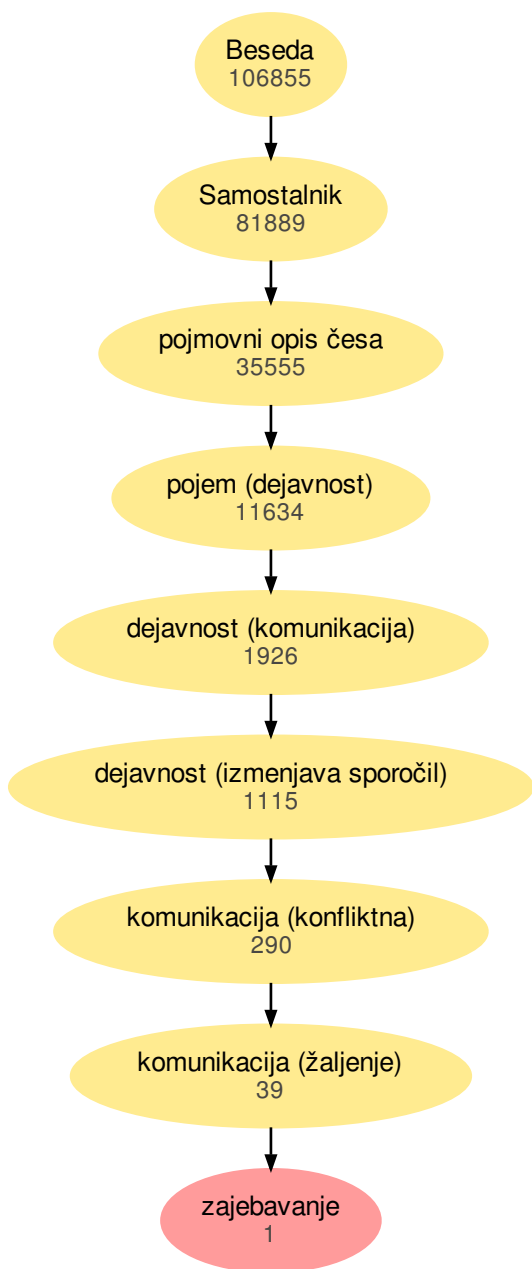 Beseda
106855
Samostalnik
81889
pojmovni opis česa
35555
pojem (dejavnost)
11634
dejavnost (komunikacija)
1926
dejavnost (izmenjava sporočil)
1115
komunikacija (konfliktna)
290
komunikacija (žaljenje)
39
zajebavanje
1